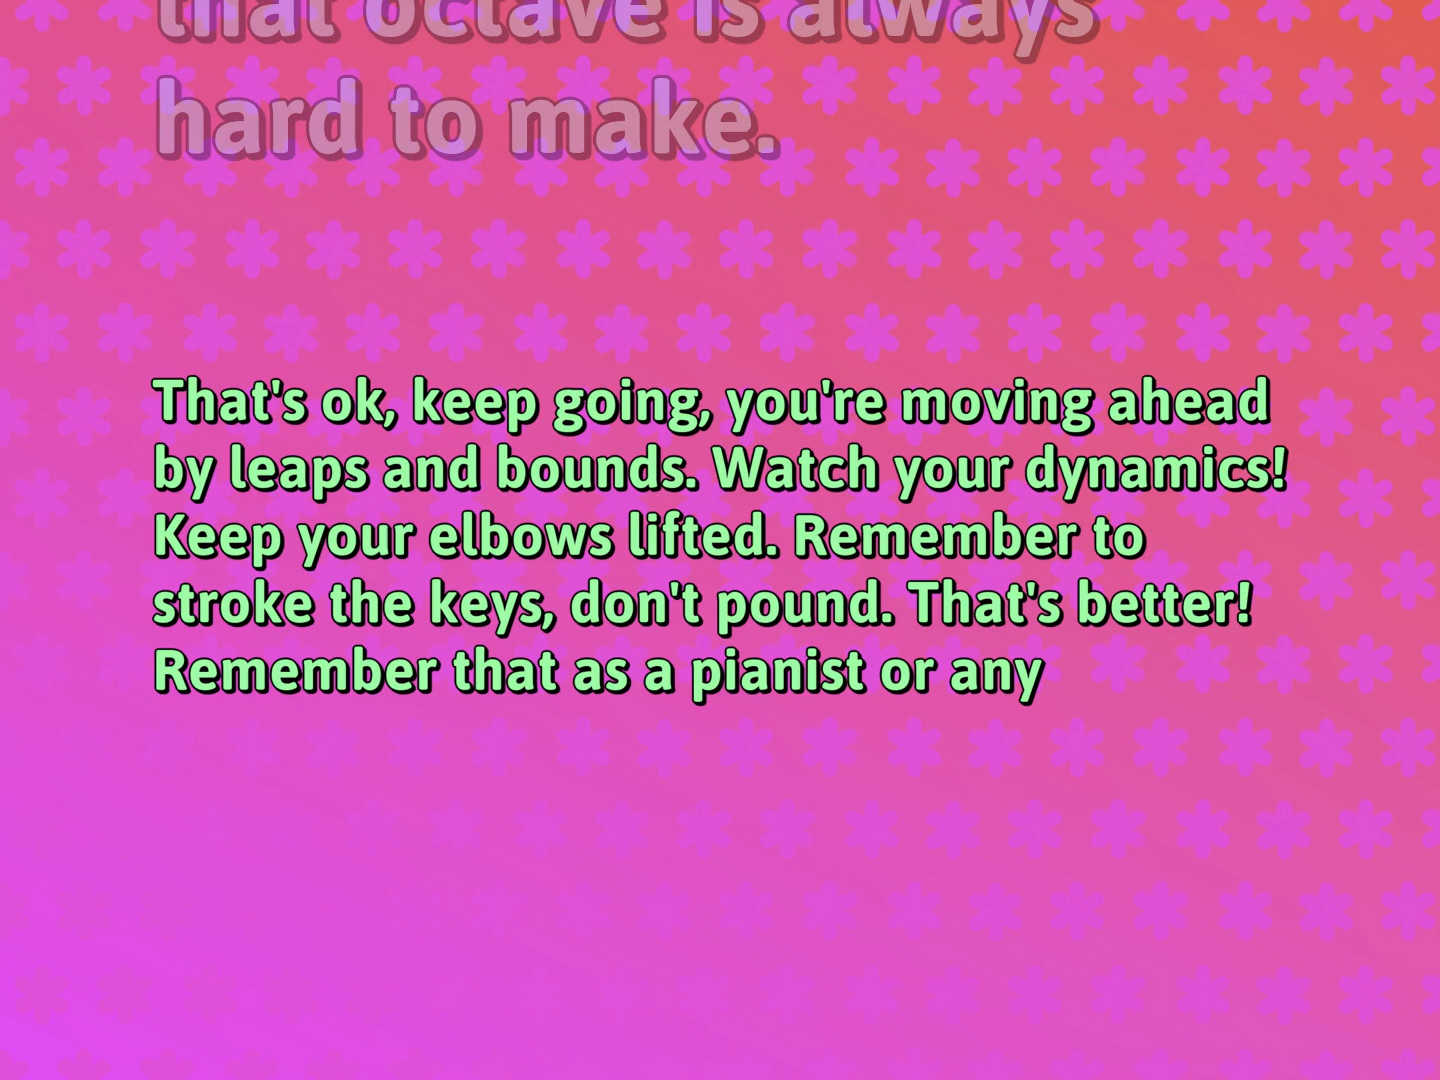 that octave is always
hard to make.
That's ok, keep going, you're moving ahead
by leaps and bounds. Watch your dynamics!
Keep your elbows lifted. Remember to
stroke the keys, don't pound. That's better!
Remember that as a pianist or any